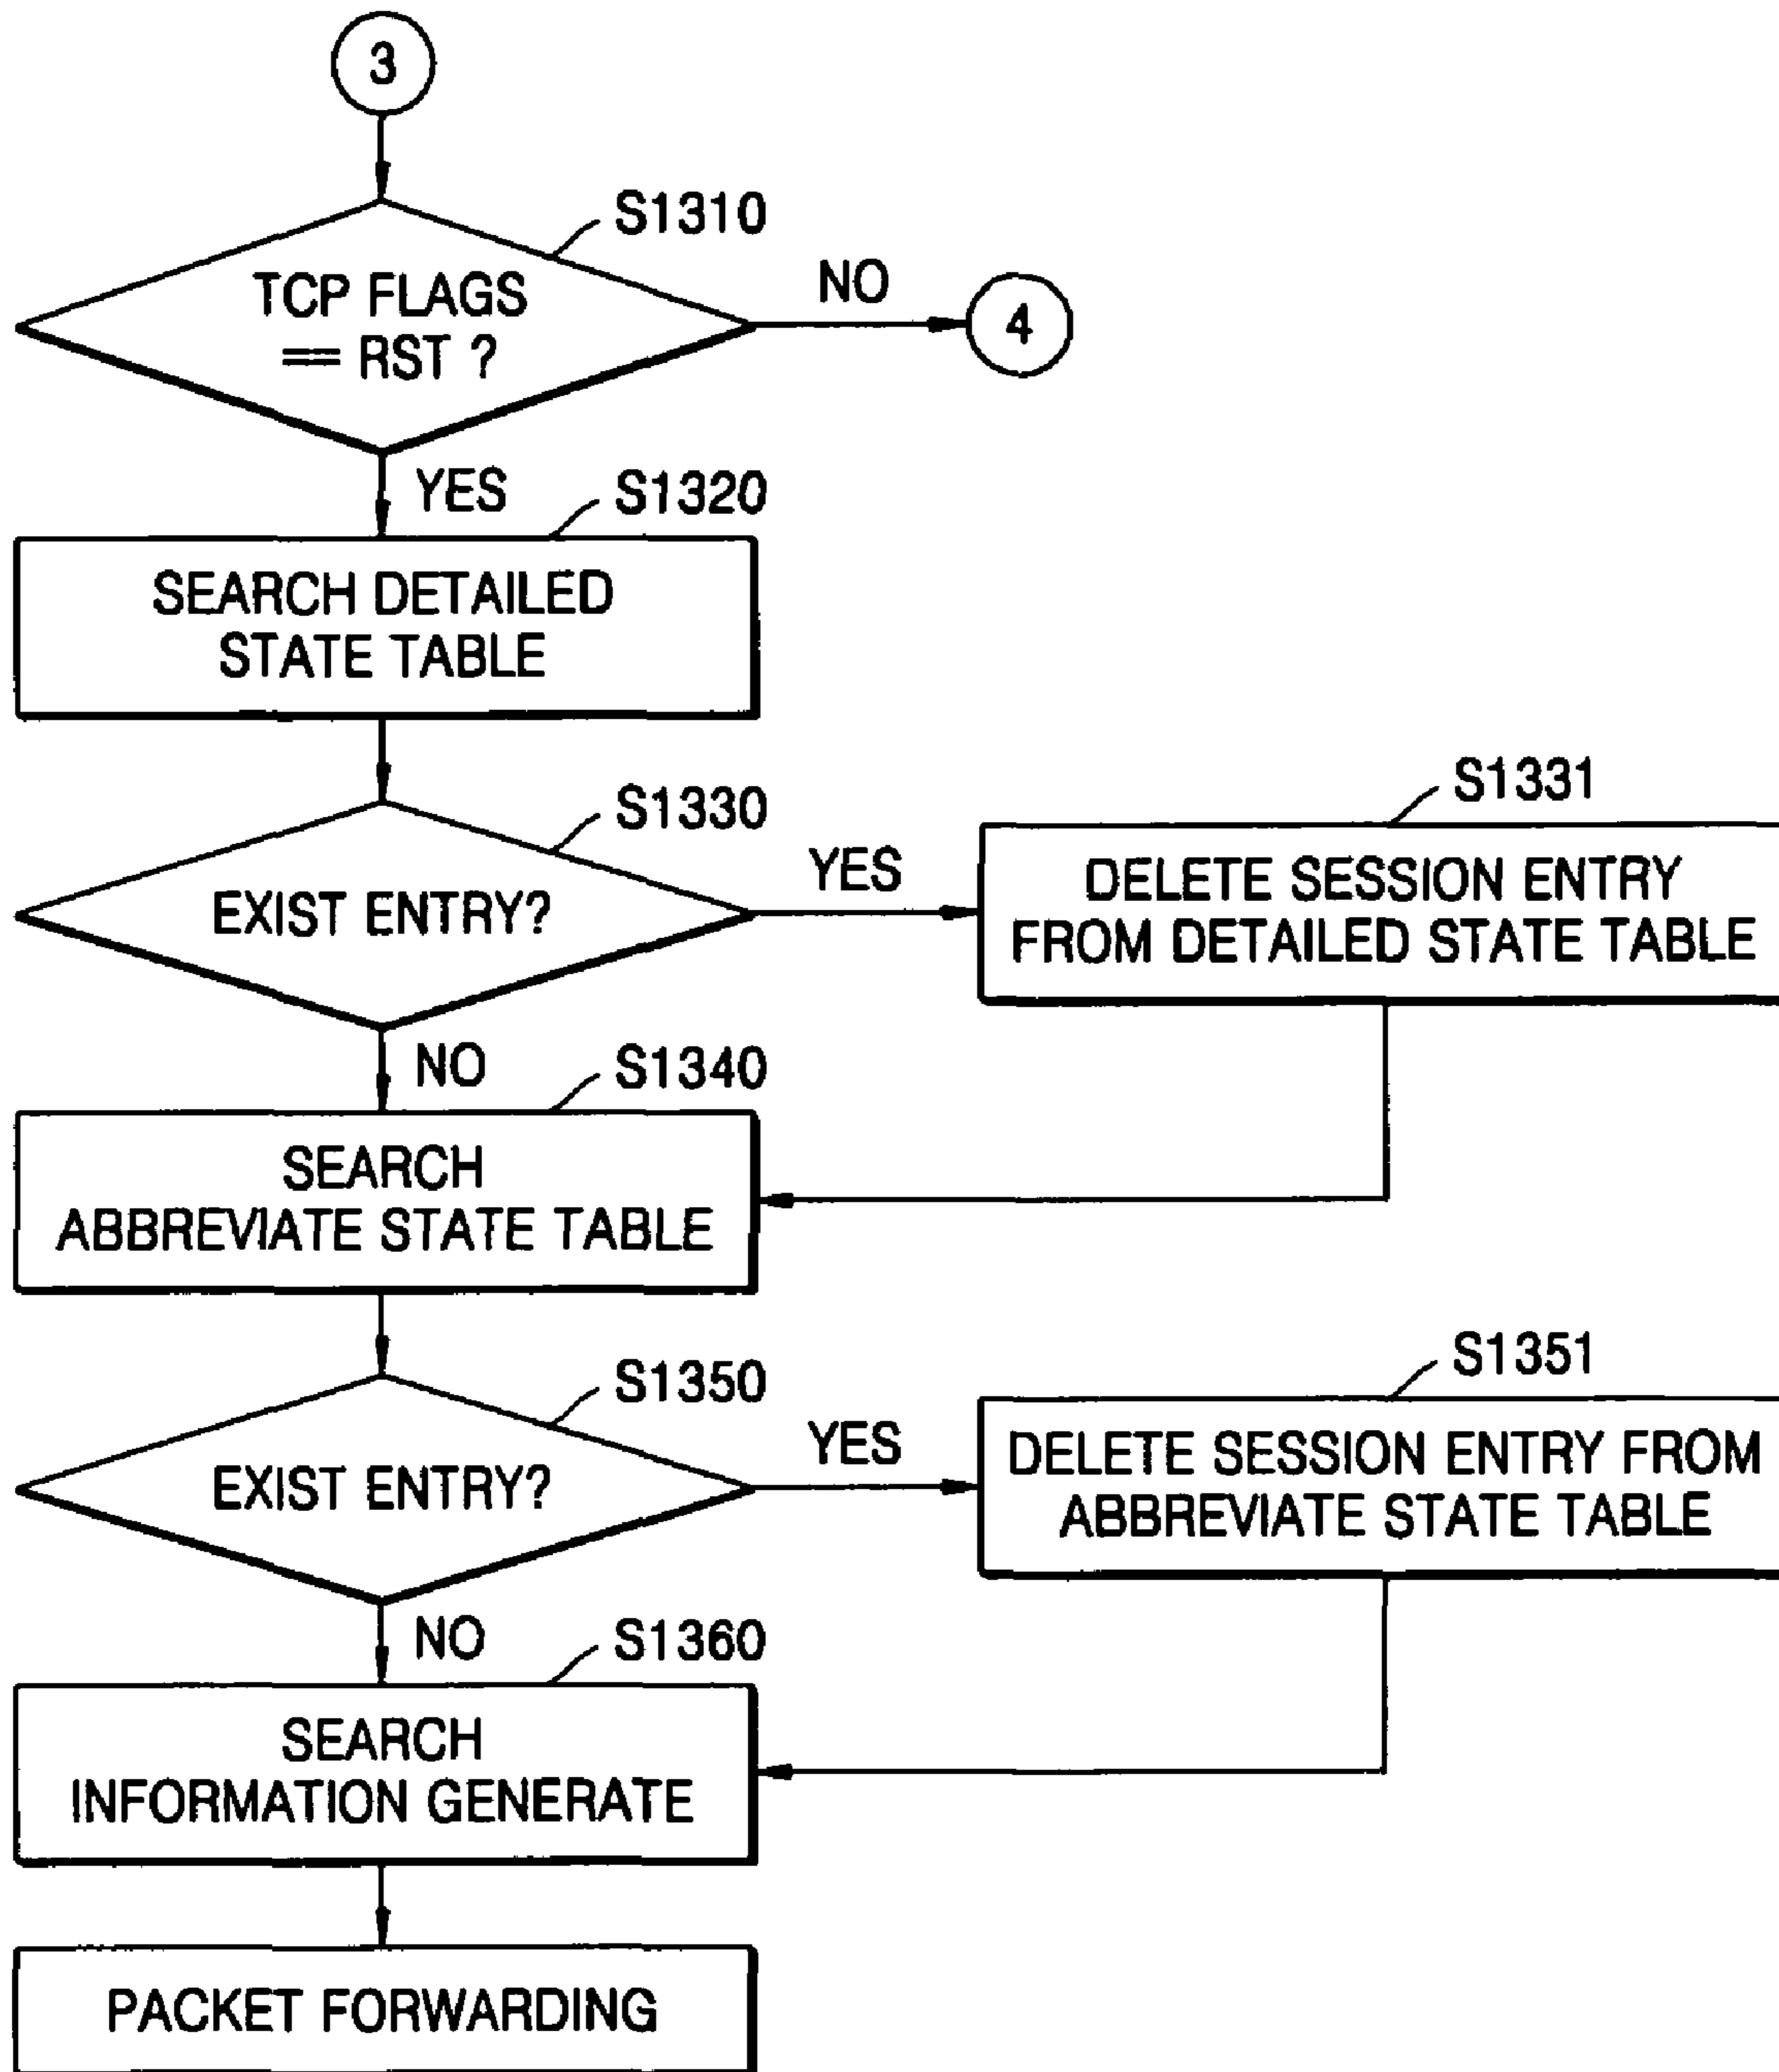 3
S1310
TCP FLAGS
== RST ?
NO
4
YES
S1320
SEARCH DETAILED
STATE TABLE
S1330
EXIST ENTRY?
YES
S1331
DELETE SESSION ENTRY
FROM DETAILED STATE TABLE
NO
S1340
SEARCH
ABBREVIATE STATE TABLE
S1350
EXIST ENTRY?
YES
S1351
DELETE SESSION ENTRY FROM
ABBREVIATE STATE TABLE
NO
S1360
SEARCH
INFORMATION GENERATE
PACKET FORWARDING